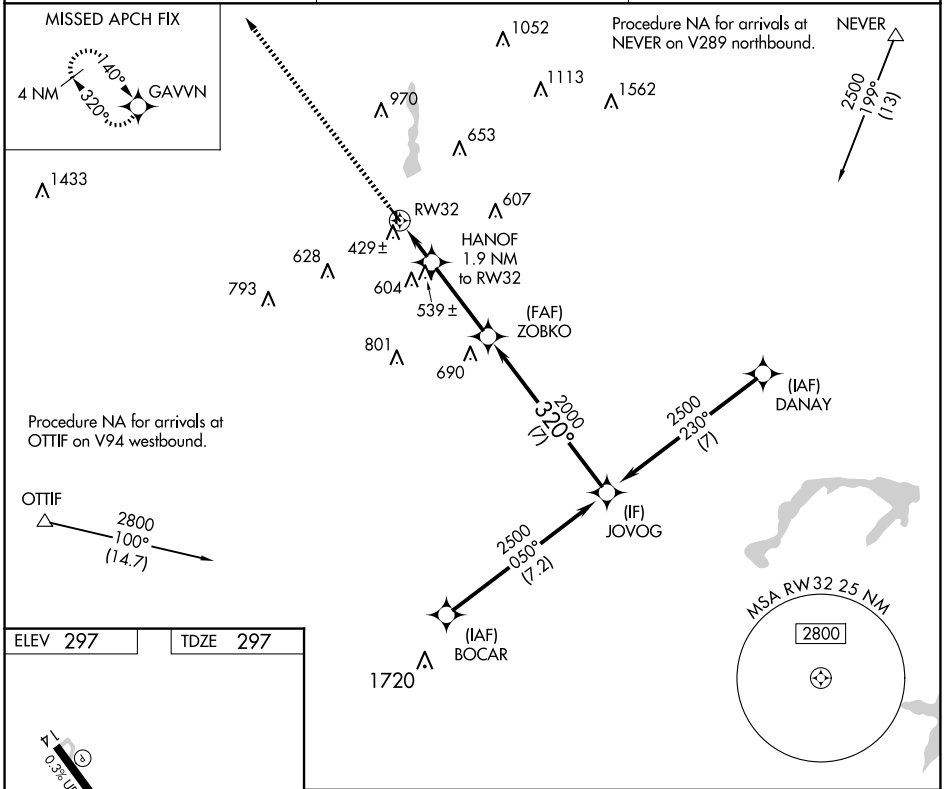 MISSED APCH FIX
140°
4 NM
320°
GAVVN
1052
Procedure NA for arrivals at
NEVER on V289 northbound.
NEVER
2500
199°
(13)
1113
1562
970
653
1433
607
RW32
429±
HANOF
1.9 NM
to RW32
628
604
793
539±
(FAF)
ZOBKO
801
690
(IAF)
DANAY
2000
320°
(7)
2500
230°
(7)
Procedure NA for arrivals at
OTTIF on V94 westbound.
OTTIF
2800
100°
(14.7)
(IF)
JOVOG
2500
050°
(7.2)
(IAF)
BOCAR
1720
MSA RW32 25 NM
2800
ELEV 297
TDZE 297
14
P
0.3% UP